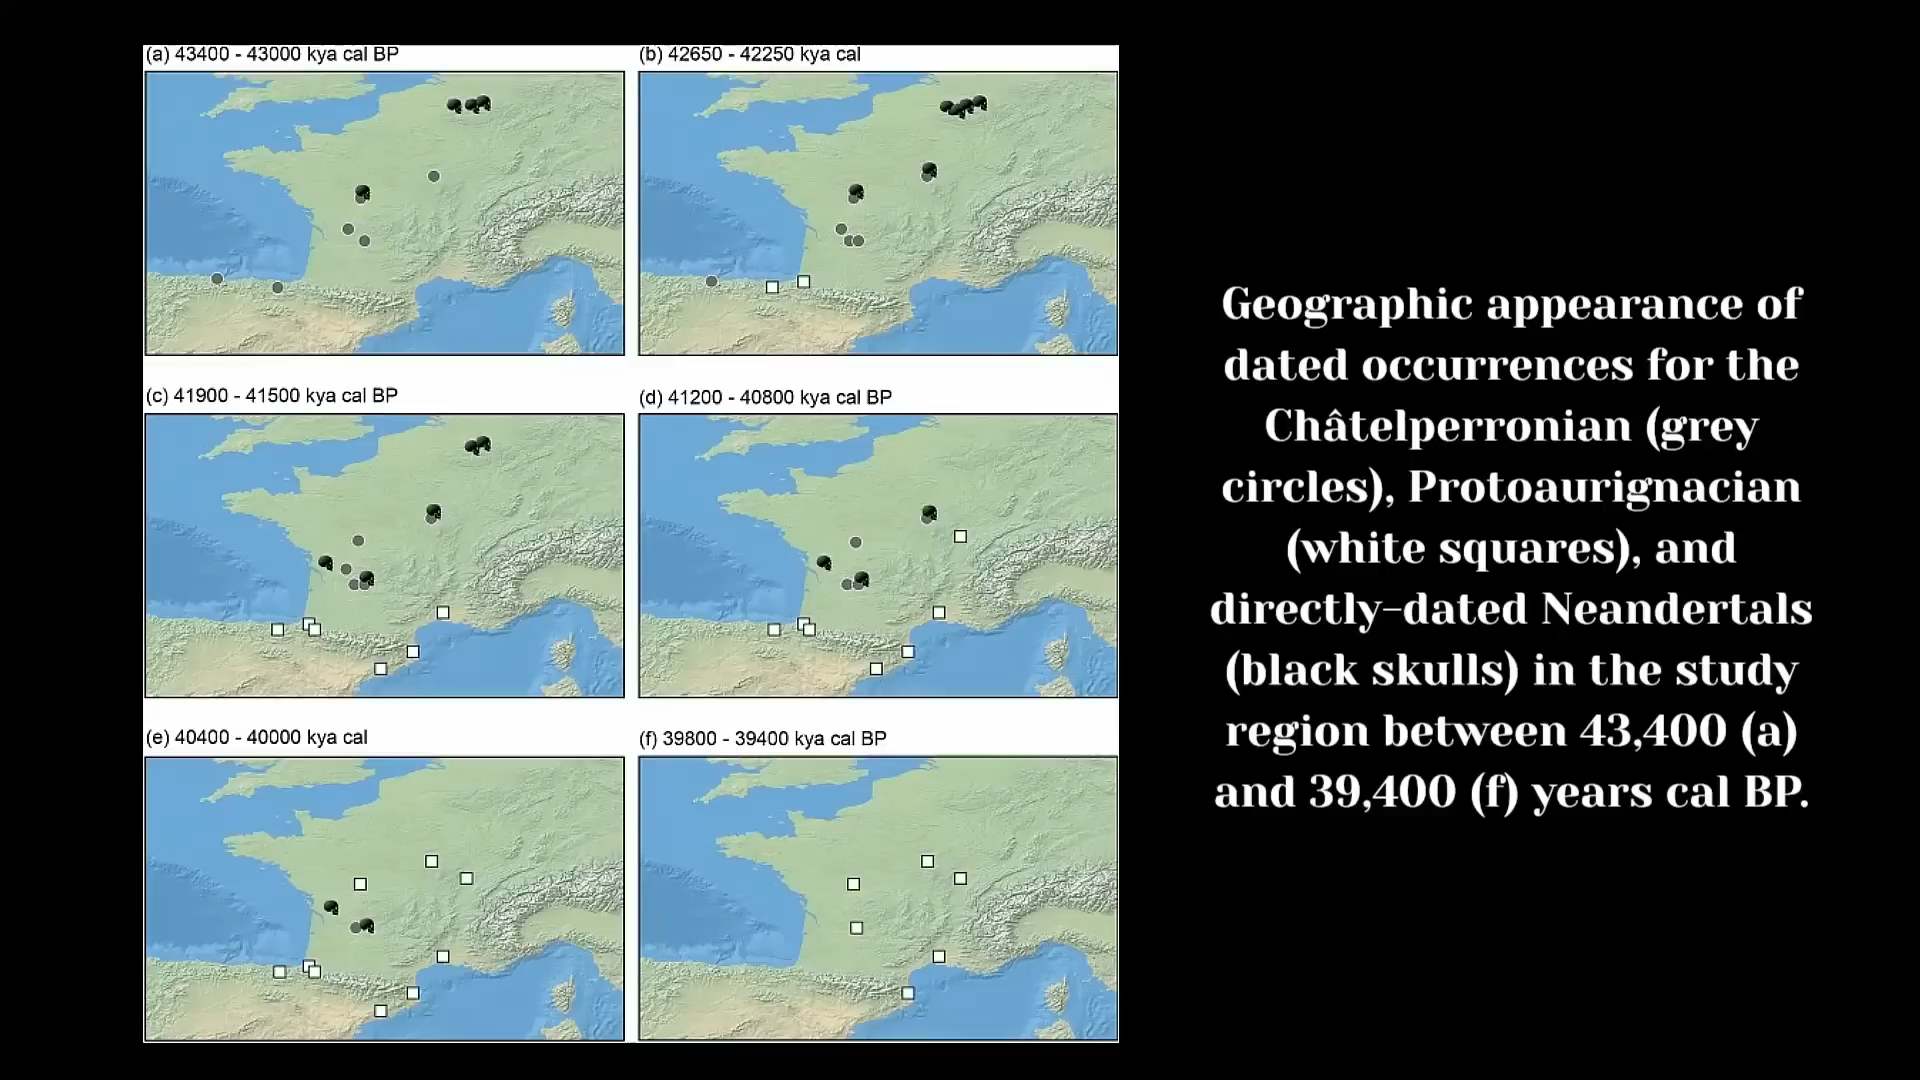 (a) 43400 - 43000 kya cal BP
(b) 42650 - 42250 kya cal
(c) 41900 - 41500 kya cal BP
(d) 41200 - 40800 kya cal BP
(e) 40400 - 40000 kya cal
(f) 39800 - 39400 kya cal BP
Geographic appearance of
dated occurrences for the
Châtelperronian (grey
circles), Protoaurignacian
(white squares), and
directly-dated Neandertals
(black skulls) in the study
region between 43,400 (a)
and 39,400 (f) years cal BP.